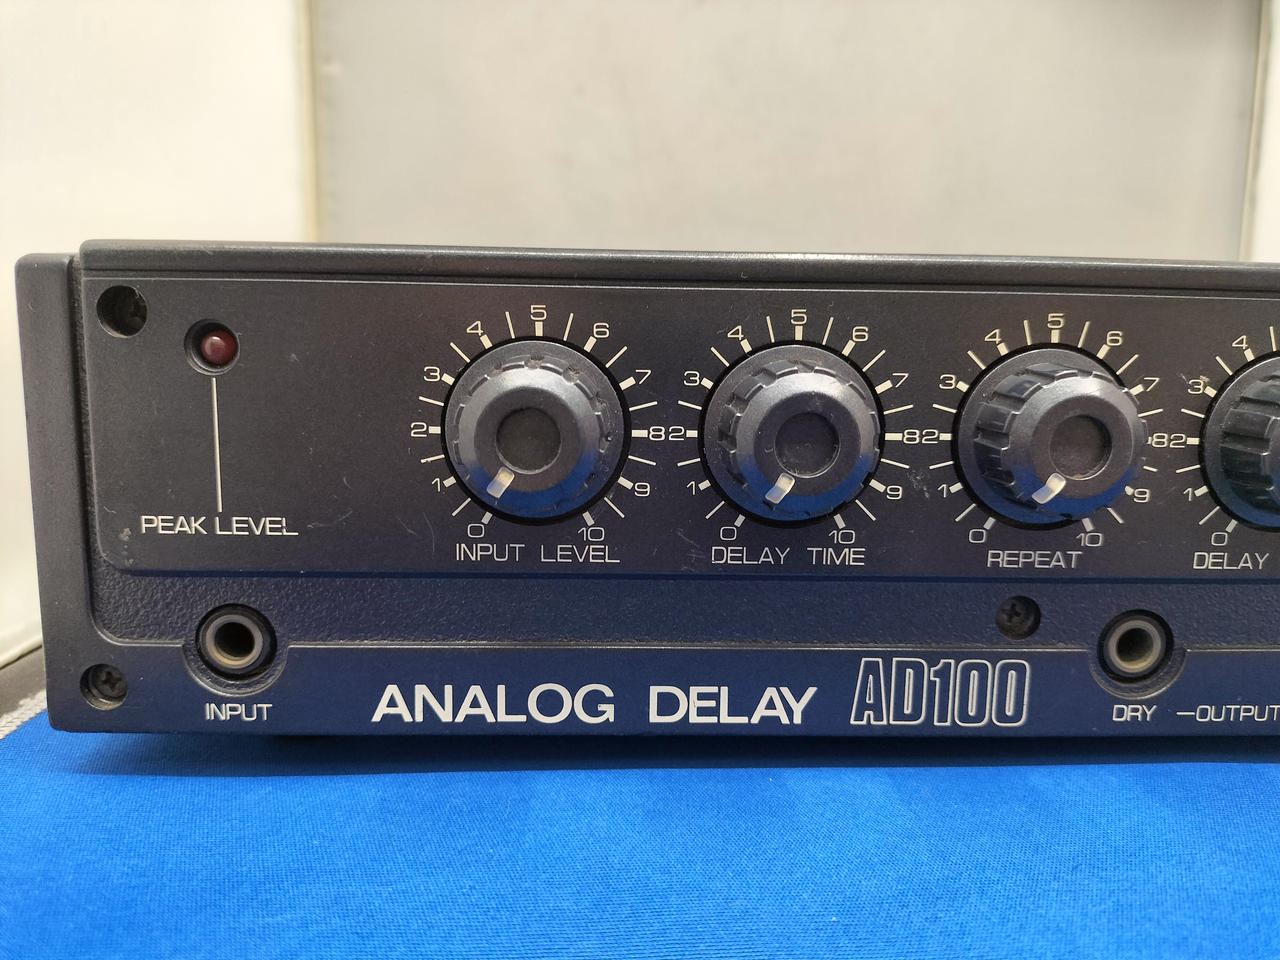 PEAK LEVEL
0 1 2 3 4 5 6 7 8 9 10
INPUT LEVEL
0 1 2 3 4 5 6 7 8 9 10
DELAY TIME
0 1 2 3 4 5 6 7 8 9 10
REPEAT
0 1 2 3 4
DELAY
INPUT
ANALOG DELAY AD100
DRY -OUTPUT